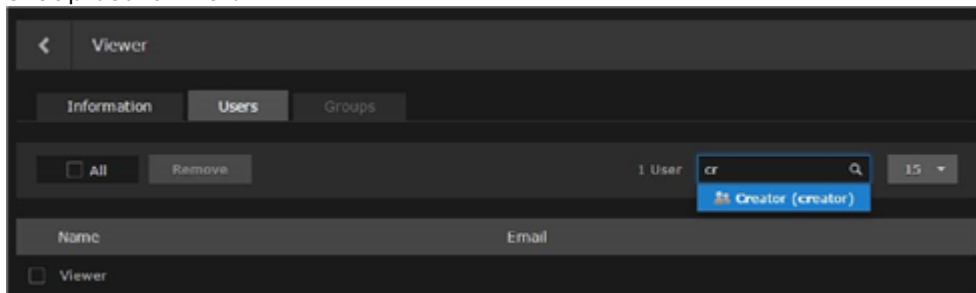 Viewer
Information Users Groups
All Remove 1 User cr 15
Creator (creator)
Name Email
Viewer